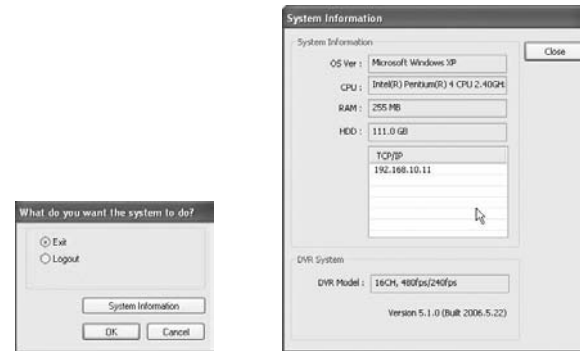 What do you want the system to do?
Exit
Logout
System Information
OK
Cancel
System Information
System Information
Close
OS Ver : Microsoft Windows XP
CPU : Intel(R) Pentium(R) 4 CPU 2.40GH
RAM : 255 MB
HDD : 111.0 GB
TCP/IP
192.168.10.11
DVR System
DVR Model : 16CH, 480fps/240fps
Version 5.1.0 (Built 2006.5.22)